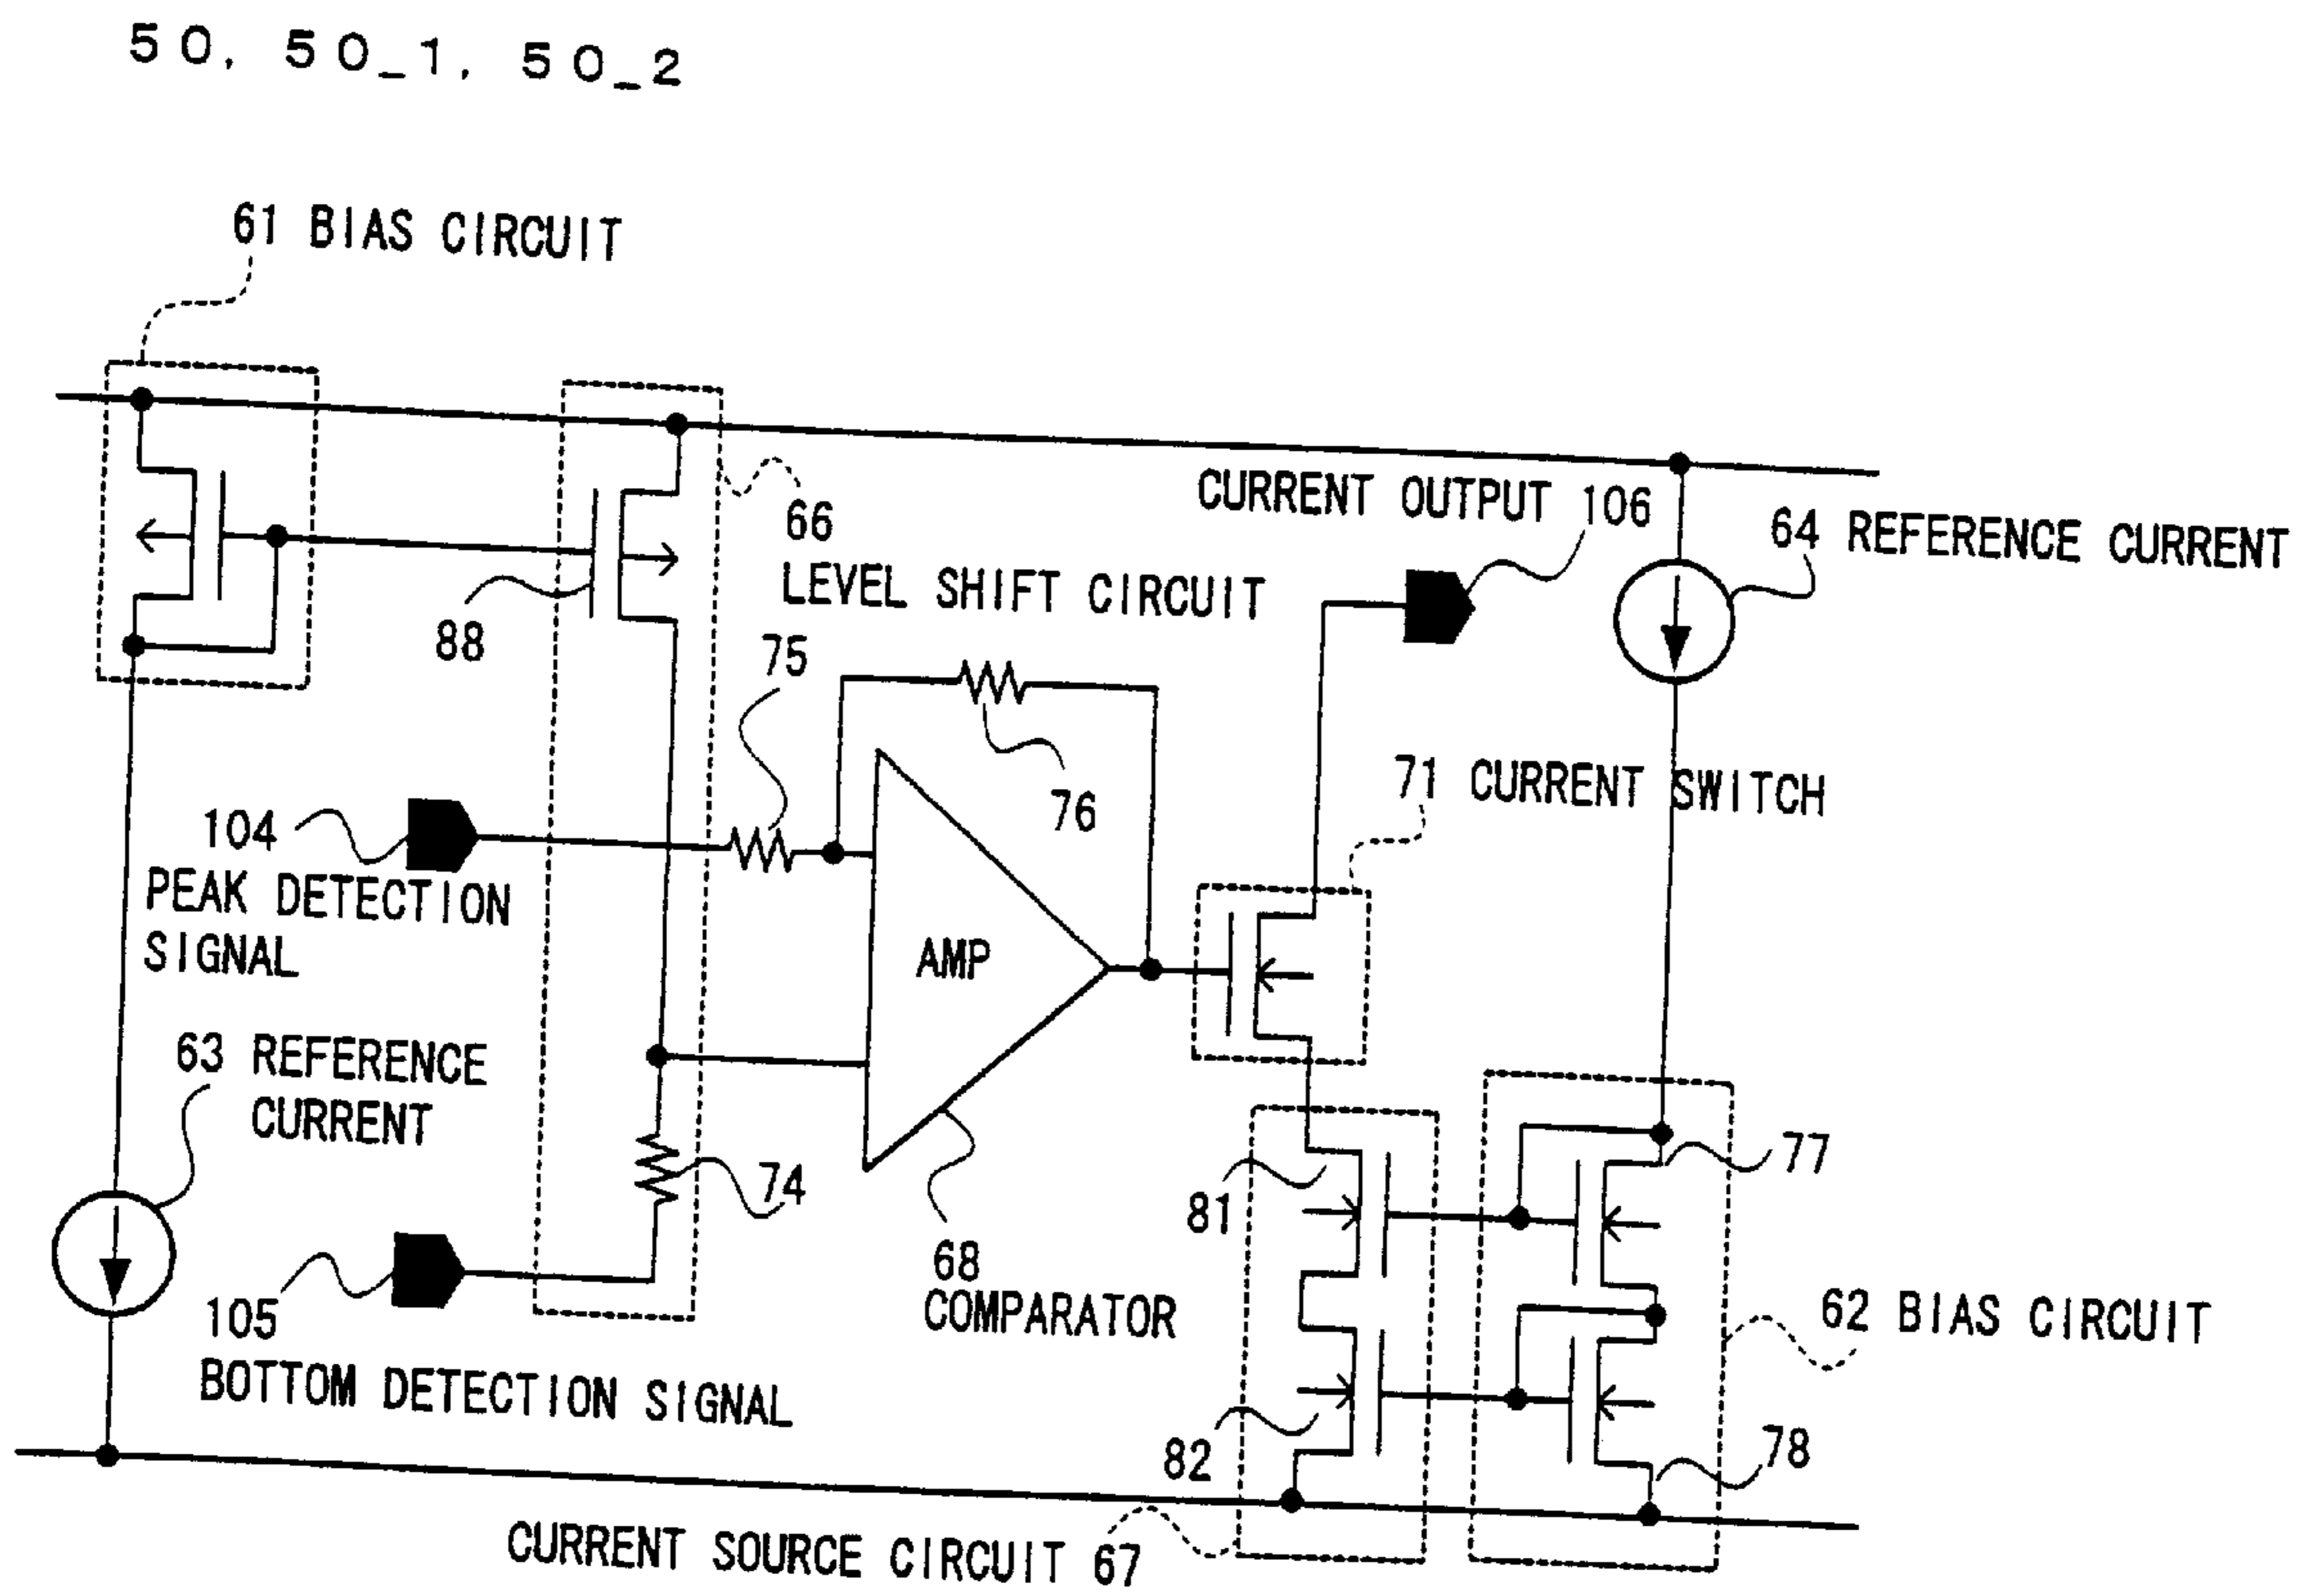 50, 50_1, 50_2
61 BIAS CIRCUIT
CURRENT OUTPUT 106
64 REFERENCE CURRENT
66
LEVEL SHIFT CIRCUIT
88
75
76
71 CURRENT SWITCH
104
PEAK DETECTION
SIGNAL
AMP
63 REFERENCE
CURRENT
77
81
74
68
COMPARATOR
105
BOTTOM DETECTION SIGNAL
62 BIAS CIRCUIT
82
78
CURRENT SOURCE CIRCUIT 67